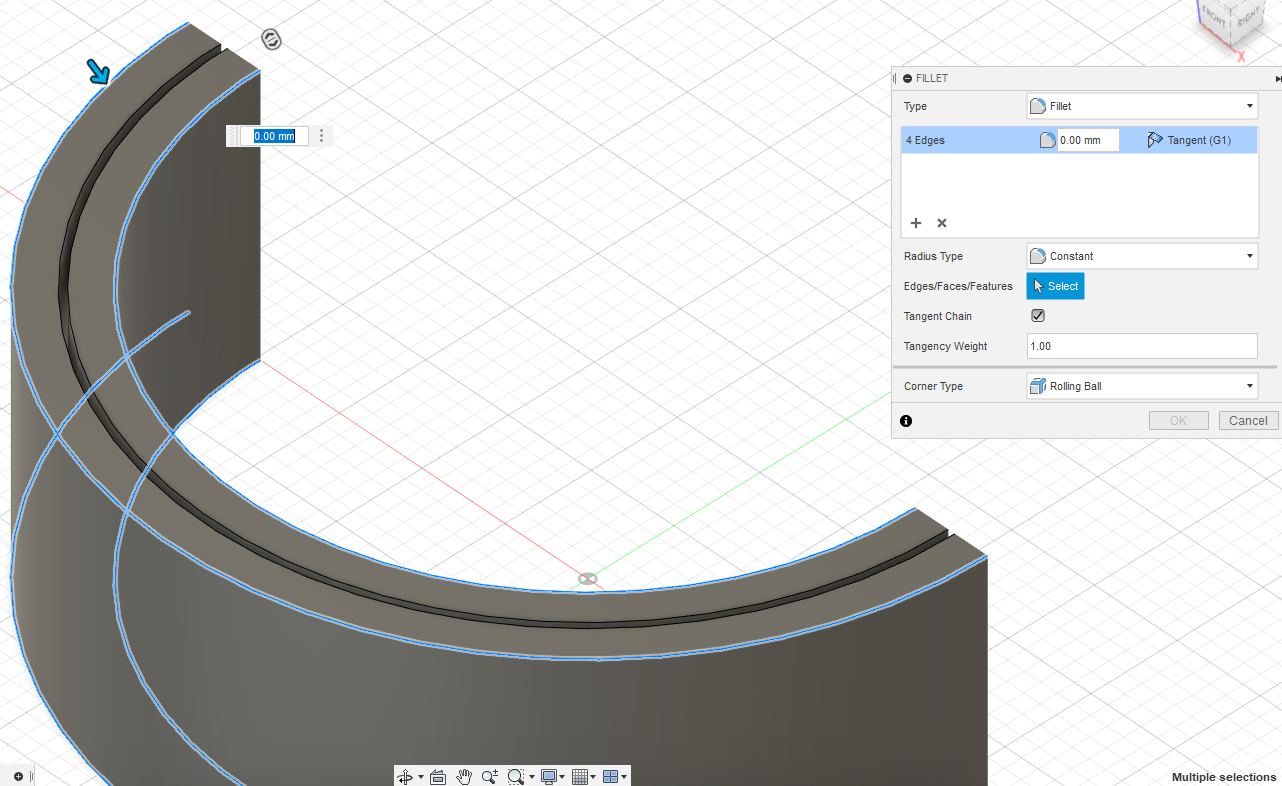 FRONT
RIGHT
X
FILLET
Type
Fillet
0.00 mm
4 Edges
0.00 mm
Tangent (G1)
Radius Type
Constant
Edges/Faces/Features
Select
Tangent Chain
Tangency Weight
1.00
Corner Type
Rolling Ball
OK
Cancel
Multiple selections